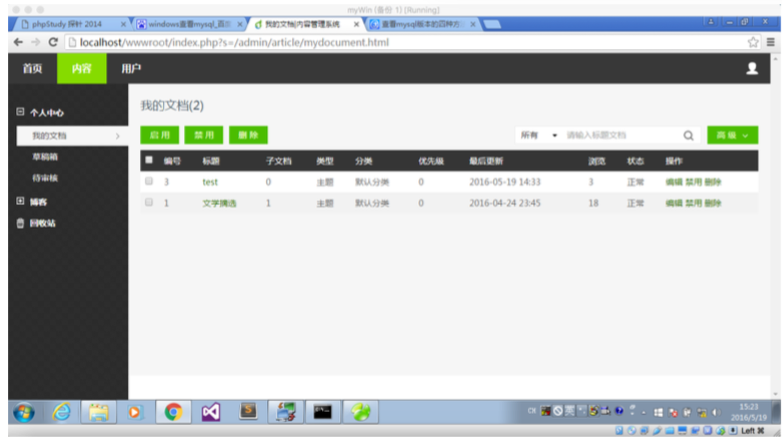 myWin (备份 1) [Running]
phpStudy 探针 2014
windows查看mysql_百
我的文档|内容管理系统
查看mysql版本的四种方
localhost/wwwroot/index.php?s=/admin/article/mydocument.html
首页 内容 用户
个人中心
我的文档
草稿箱
待审核
博客
回收站
我的文档(2)
启 用 禁 用 删 除
所有 请输入标题文档 高 级
编号 标题 子文档 类型 分类 优先级 最后更新 浏览 状态 操作
3 test 0 主题 默认分类 0 2016-05-19 14:33 3 正常 编辑 禁用 删除
1 文字摘选 1 主题 默认分类 0 2016-04-24 23:45 18 正常 编辑 禁用 删除
CH
15:23
2016/5/19
Left ⌘